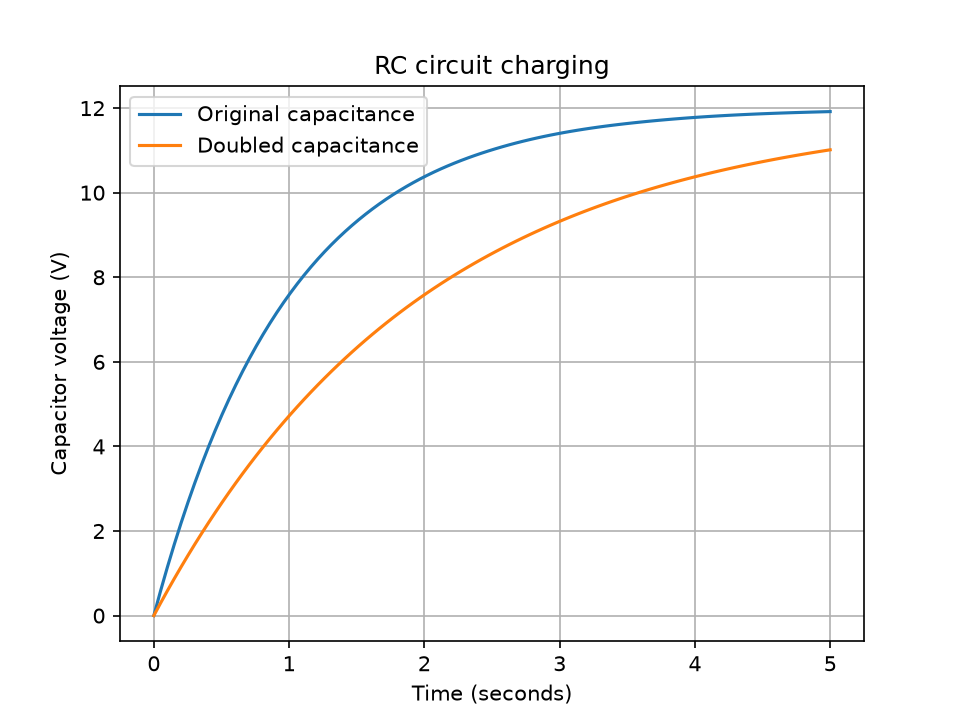 RC circuit charging
Original capacitance
Doubled capacitance
12
10
8
6
4
2
0
Capacitor voltage (V)
0 1 2 3 4 5
Time (seconds)